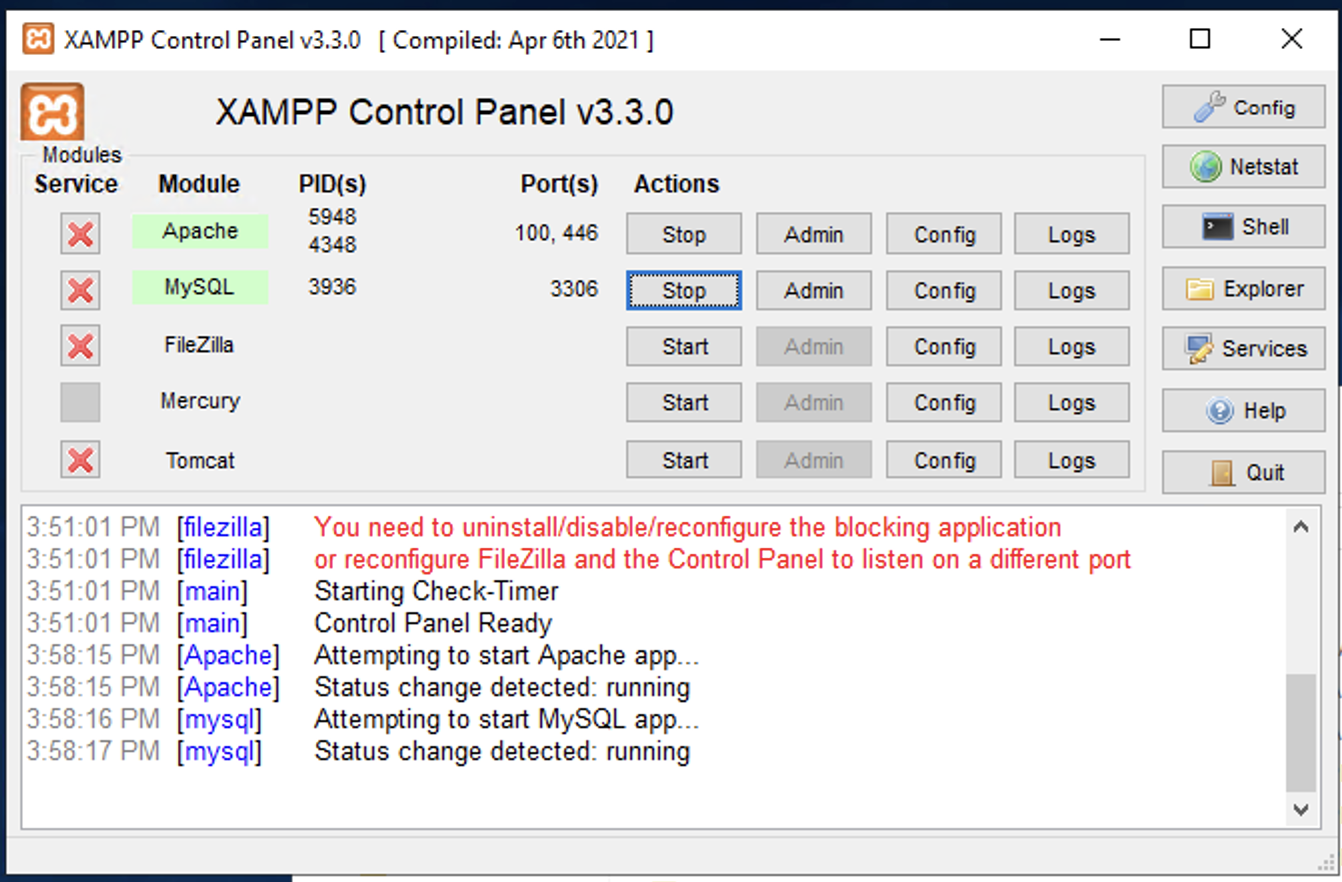 XAMPP Control Panel v3.3.0 [ Compiled: Apr 6th 2021 ]
XAMPP Control Panel v3.3.0
Config
Netstat
Shell
Explorer
Services
Help
Quit
Modules
Service Module PID(s) Port(s) Actions
Apache 5948 4348 100, 446 Stop Admin Config Logs
MySQL 3936 3306 Stop Admin Config Logs
FileZilla Start Admin Config Logs
Mercury Start Admin Config Logs
Tomcat Start Admin Config Logs
3:51:01 PM [filezilla] You need to uninstall/disable/reconfigure the blocking application
3:51:01 PM [filezilla] or reconfigure FileZilla and the Control Panel to listen on a different port
3:51:01 PM [main] Starting Check-Timer
3:51:01 PM [main] Control Panel Ready
3:58:15 PM [Apache] Attempting to start Apache app...
3:58:15 PM [Apache] Status change detected: running
3:58:16 PM [mysql] Attempting to start MySQL app...
3:58:17 PM [mysql] Status change detected: running